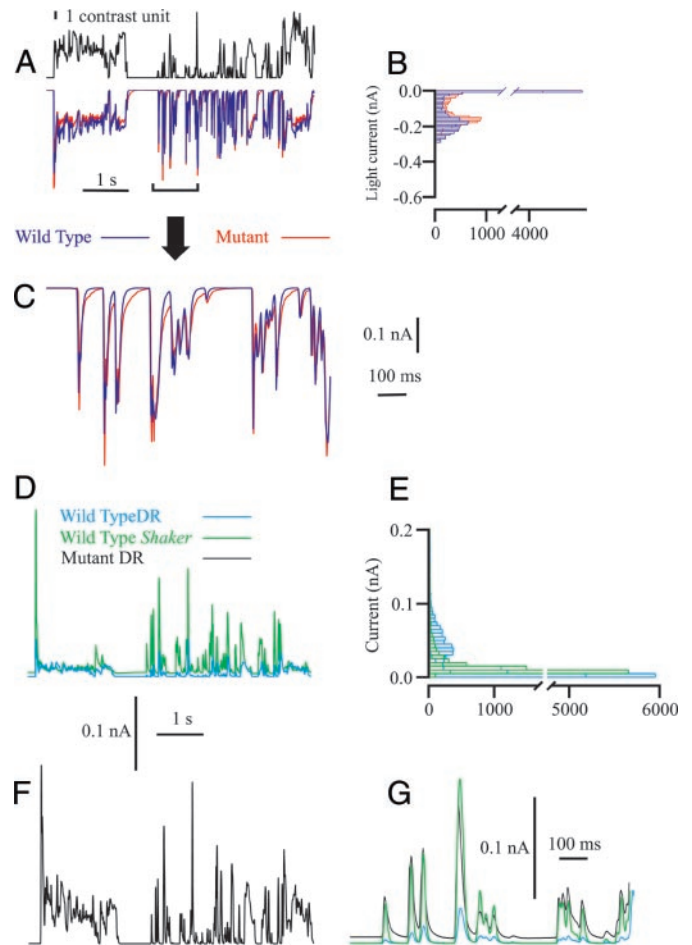 1 contrast unit
A
B
Light current (nA)
0.0
-0.2
-0.4
-0.6
0 1000 4000
1 s
Wild Type Mutant
C
0.1 nA
100 ms
D
Wild TypeDR
Wild Type Shaker
Mutant DR
E
Current (nA)
0.2
0.1
0.0
0 1000 5000 6000
0.1 nA
1 s
F
G
0.1 nA
100 ms